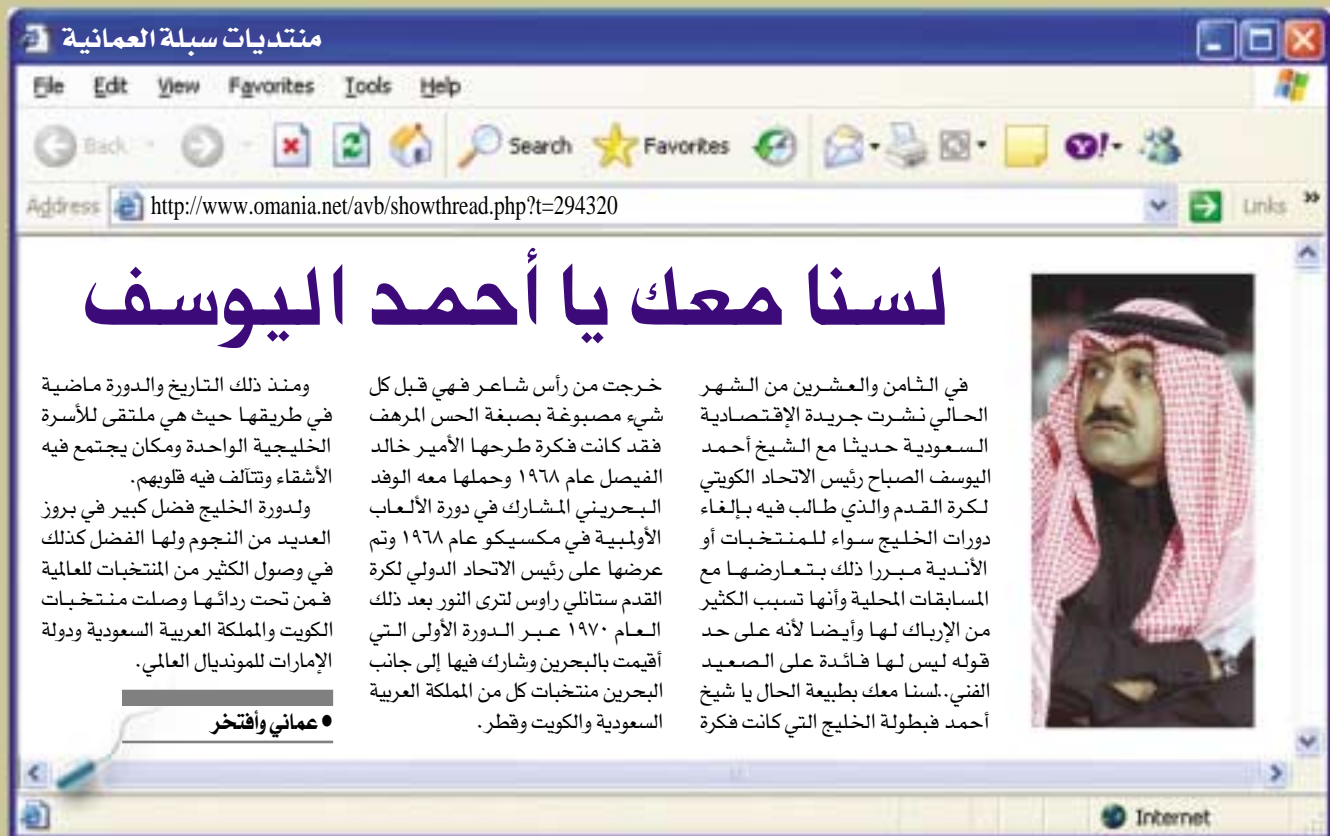 منتديات سبلة العمانية
File Edit View Favorites Tools Help
Back Search Favorites
Address http://www.omania.net/avb/showthread.php?t=294320 Links »
لسنا معك يا أحمد اليوسف
في الثامن والعشرين من الشهر
الحالي نشرت جريدة الإقتصادية
السعودية حديثا مع الشيخ أحمد
اليوسف الصباح رئيس الاتحاد الكويتي
لكرة القدم والذي طالب فيه بإلغاء
دورات الخليج سواء للمنتخبات أو
الأندية مبررا ذلك بتعارضها مع
المسابقات المحلية وأنها تسبب الكثير
من الإرباك لها وأيضا لأنه على حد
قوله ليس لها فائدة على الصعيد
الفني..لسنا معك بطبيعة الحال يا شيخ
أحمد فبطولة الخليج التي كانت فكرة
خرجت من رأس شاعر فهي قبل كل
شيء مصبوغة بصبغة الحس المرهف
فقد كانت فكرة طرحها الأمير خالد
الفيصل عام ١٩٦٨ وحملها معه الوفد
البحريني المشارك في دورة الألعاب
الأولمبية في مكسيكو عام ١٩٦٨ وتم
عرضها على رئيس الاتحاد الدولي لكرة
القدم ستانلي راوس لترى النور بعد ذلك
العام ١٩٧٠ عبر الدورة الأولى التي
أقيمت بالبحرين وشارك فيها إلى جانب
البحرين منتخبات كل من المملكة العربية
السعودية والكويت وقطر.
ومنذ ذلك التاريخ والدورة ماضية
في طريقها حيث هي ملتقى للأسرة
الخليجية الواحدة ومكان يجتمع فيه
الأشقاء وتتآلف فيه قلوبهم.
ولدورة الخليج فضل كبير في بروز
العديد من النجوم ولها الفضل كذلك
في وصول الكثير من المنتخبات للعالمية
فمن تحت ردائها وصلت منتخبات
الكويت والمملكة العربية السعودية ودولة
الإمارات للمونديال العالمي.
● عماني وأفتخر
Internet